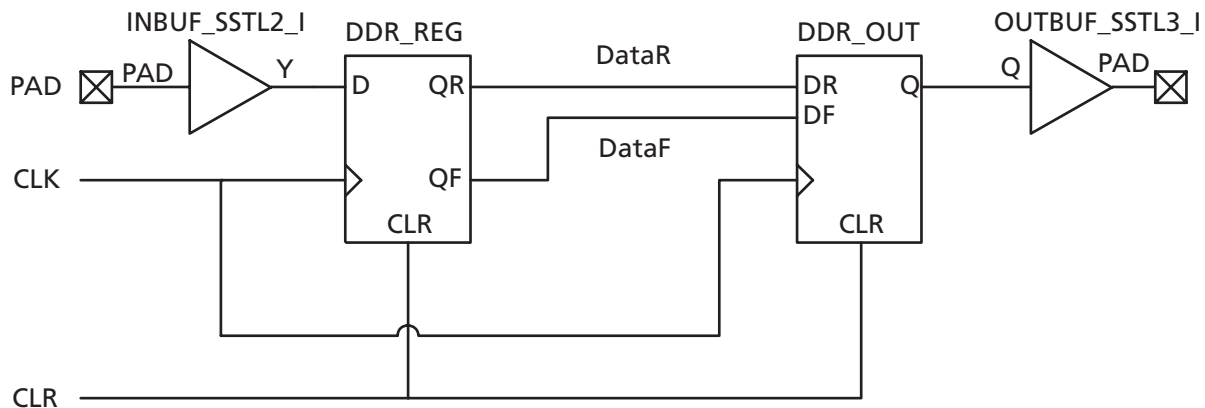 INBUF_SSTL2_I
DDR_REG
DDR_OUT
OUTBUF_SSTL3_I
PAD
PAD
Y
D
QR
DataR
DR
Q
Q
PAD
DF
DataF
CLK
QF
CLR
CLR
CLR